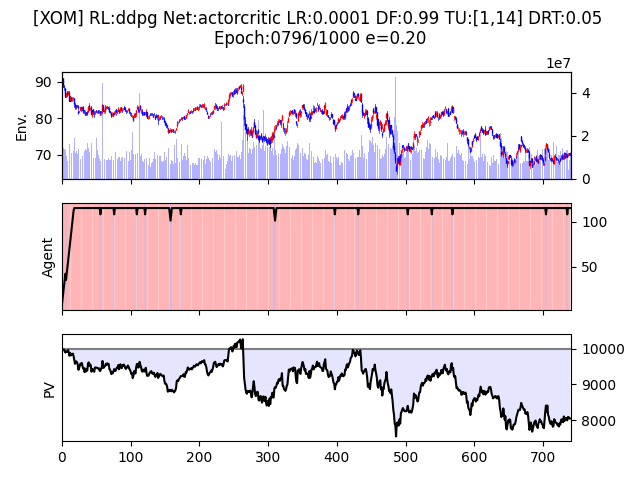 [XOM] RL:ddpg Net:actorcritic LR:0.0001 DF:0.99 TU:[1,14] DRT:0.05
Epoch:0796/1000 e=0.20
1e7
90
80
70
Env.
4
2
0
Agent
100
50
PV
10000
9000
8000
0 100 200 300 400 500 600 700